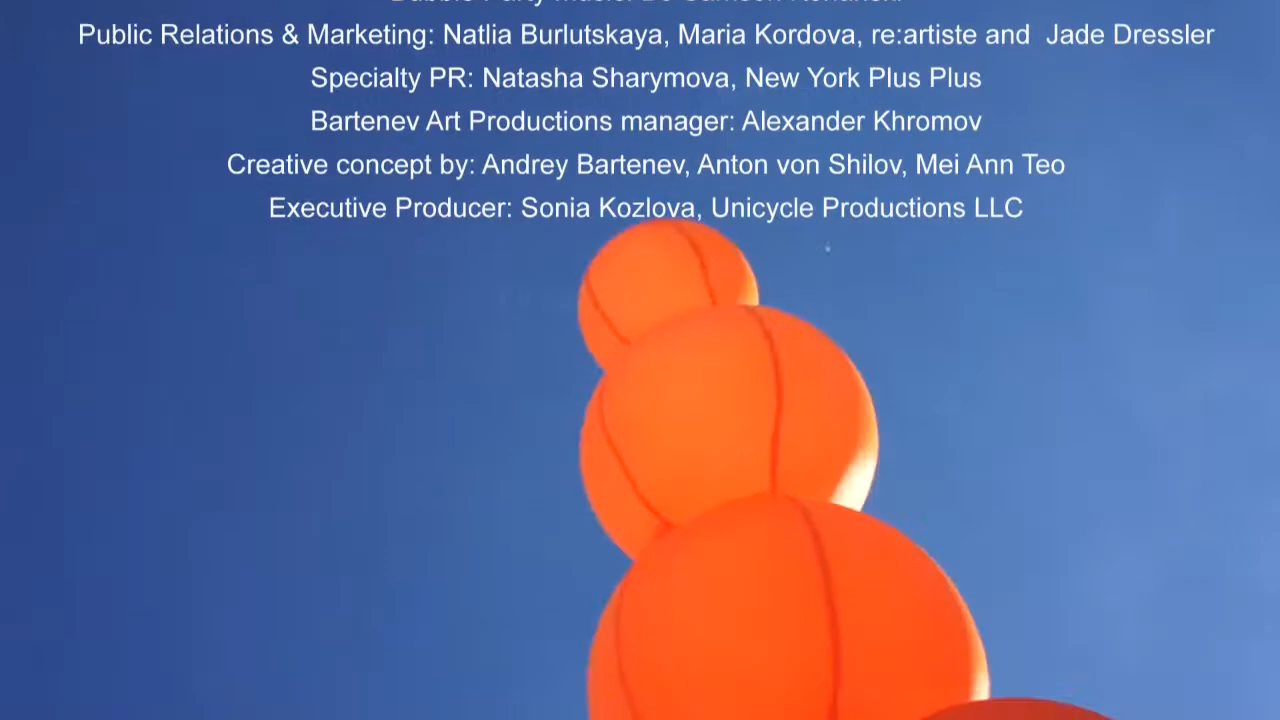 Public Relations & Marketing: Natlia Burlutskaya, Maria Kordova, re:artiste and  Jade Dressler
Specialty PR: Natasha Sharymova, New York Plus Plus
Bartenev Art Productions manager: Alexander Khromov
Creative concept by: Andrey Bartenev, Anton von Shilov, Mei Ann Teo
Executive Producer: Sonia Kozlova, Unicycle Productions LLC